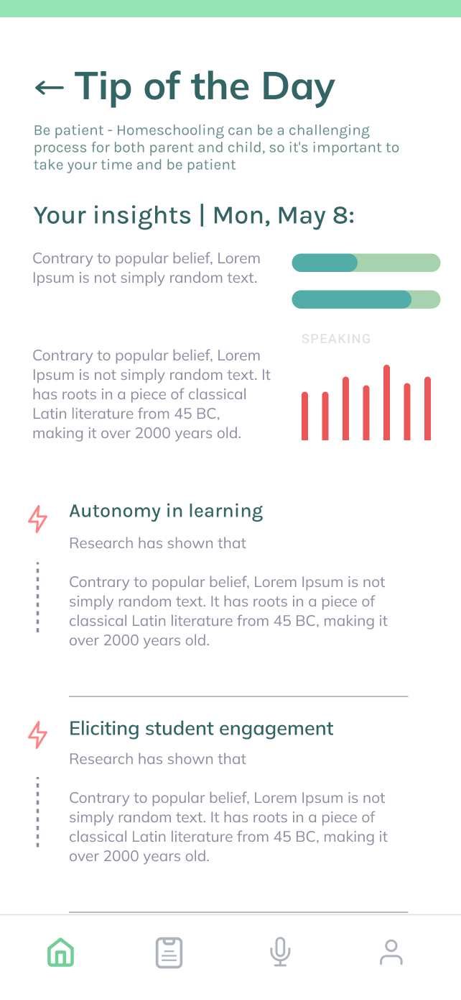 ← Tip of the Day
Be patient - Homeschooling can be a challenging
process for both parent and child, so it's important to
take your time and be patient
Your insights | Mon, May 8:
Contrary to popular belief, Lorem
Ipsum is not simply random text.
SPEAKING
Contrary to popular belief, Lorem
Ipsum is not simply random text. It
has roots in a piece of classical
Latin literature from 45 BC,
making it over 2000 years old.
Autonomy in learning
Research has shown that
Contrary to popular belief, Lorem Ipsum is not
simply random text. It has roots in a piece of
classical Latin literature from 45 BC, making it
over 2000 years old.
Eliciting student engagement
Research has shown that
Contrary to popular belief, Lorem Ipsum is not
simply random text. It has roots in a piece of
classical Latin literature from 45 BC, making it
over 2000 years old.